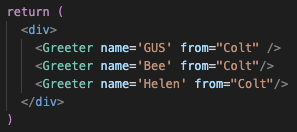 return (
<div>
<Greeter name='GUS' from="Colt" />
<Greeter name='Bee' from="Colt"/>
<Greeter name='Helen' from="Colt"/>
</div>
)